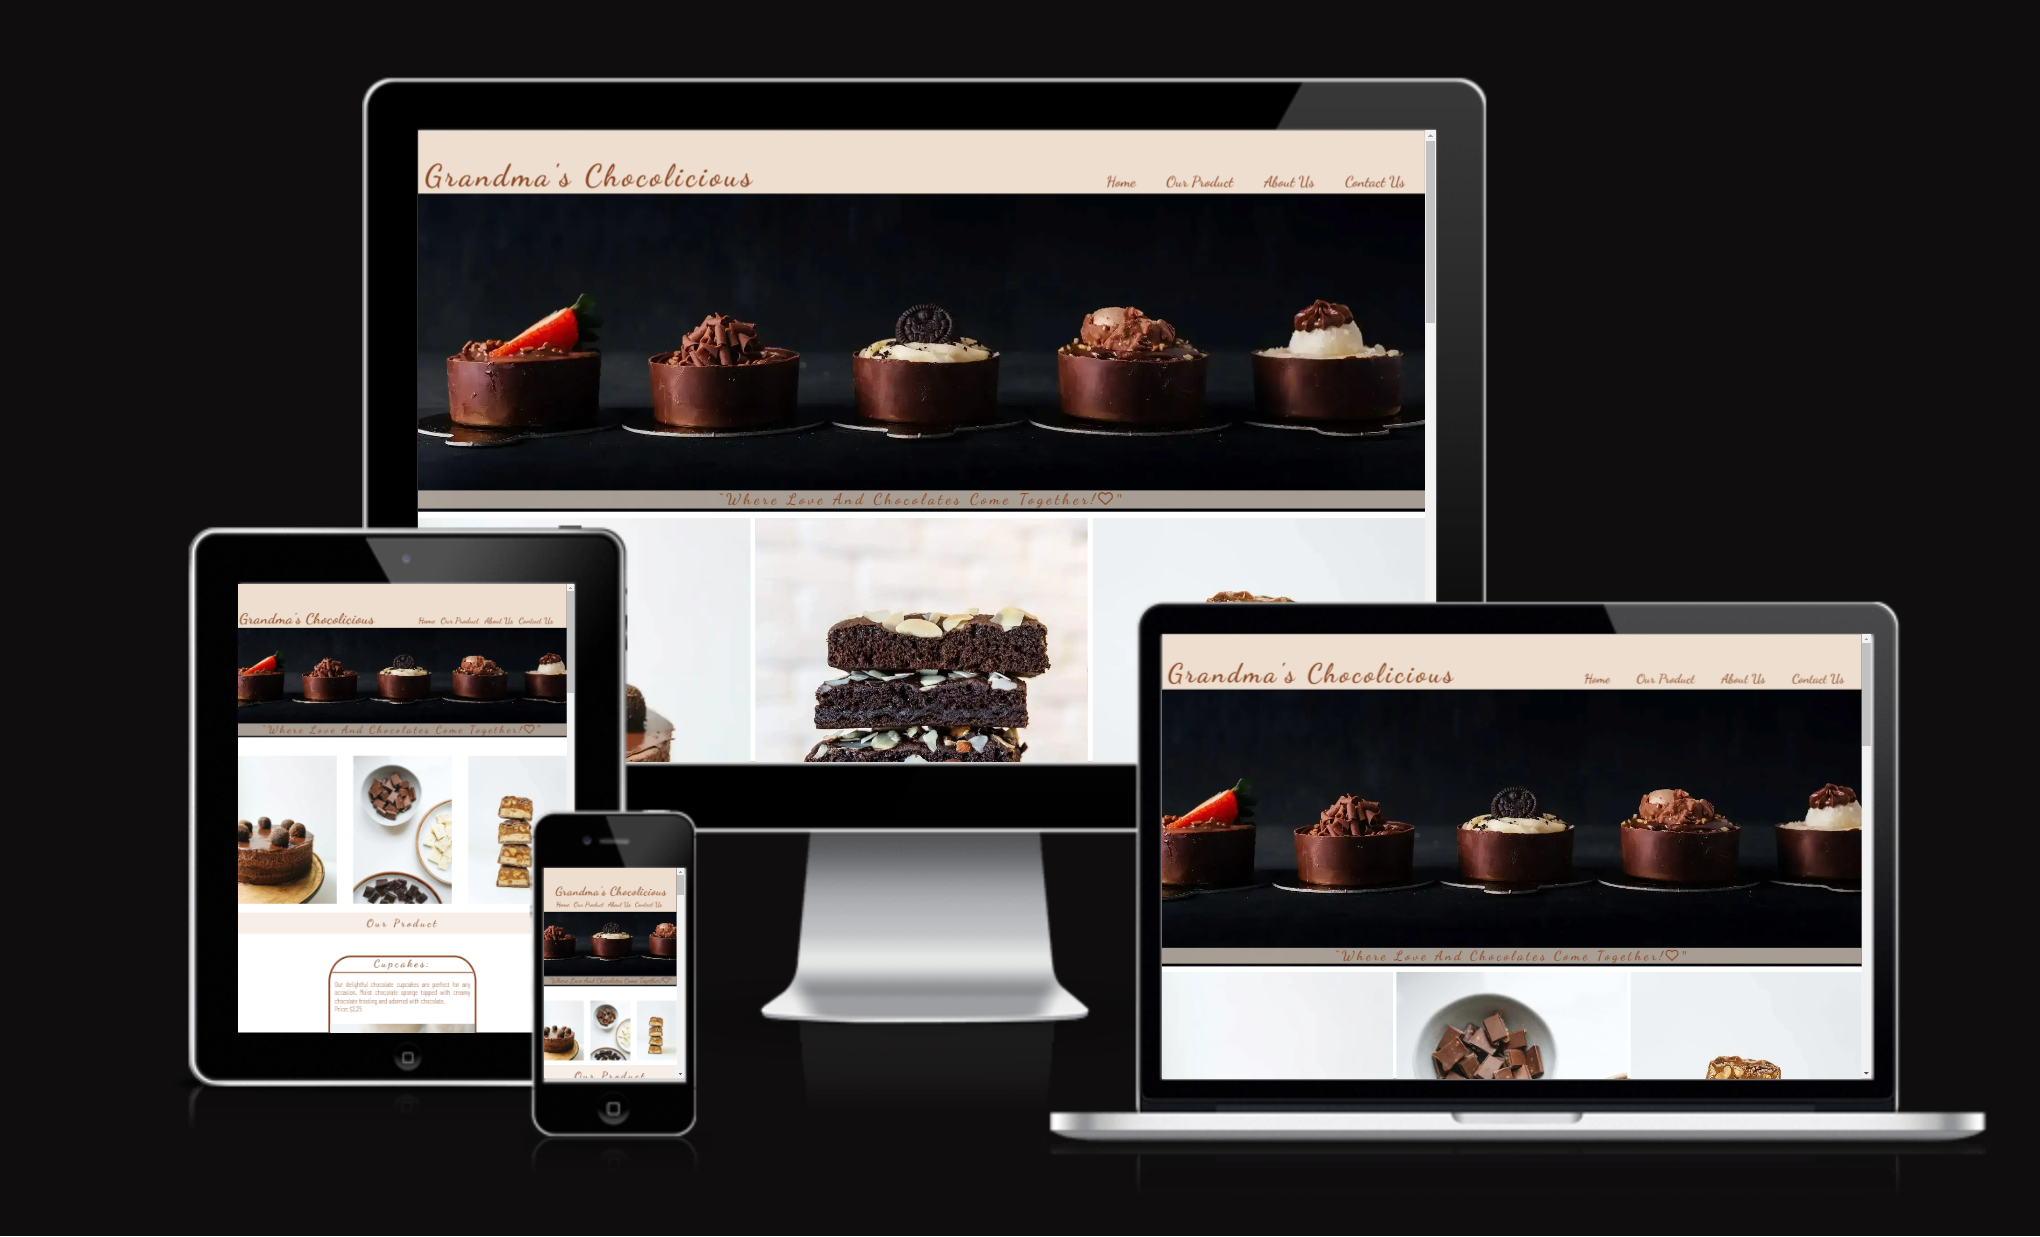 Grandma's Chocolicious
Home Our Product About Us Contact Us
"Where Love And Chocolates Come Together!♡"
Grandma's Chocolicious
Home Our Product About Us Contact Us
"Where Love And Chocolates Come Together!♡"
Our Product
Cupcakes:
Our delightful chocolate cupcakes are perfect for any
occasion. Moist chocolate sponge topped with creamy
chocolate frosting and adorned with chocolate.
Price: $3.25
Grandma's Chocolicious
Home Our Product About Us Contact Us
"Where Love And Chocolates Come Together!♡"
Our Product
Grandma's Chocolicious
Home Our Product About Us Contact Us
"Where Love And Chocolates Come Together!♡"